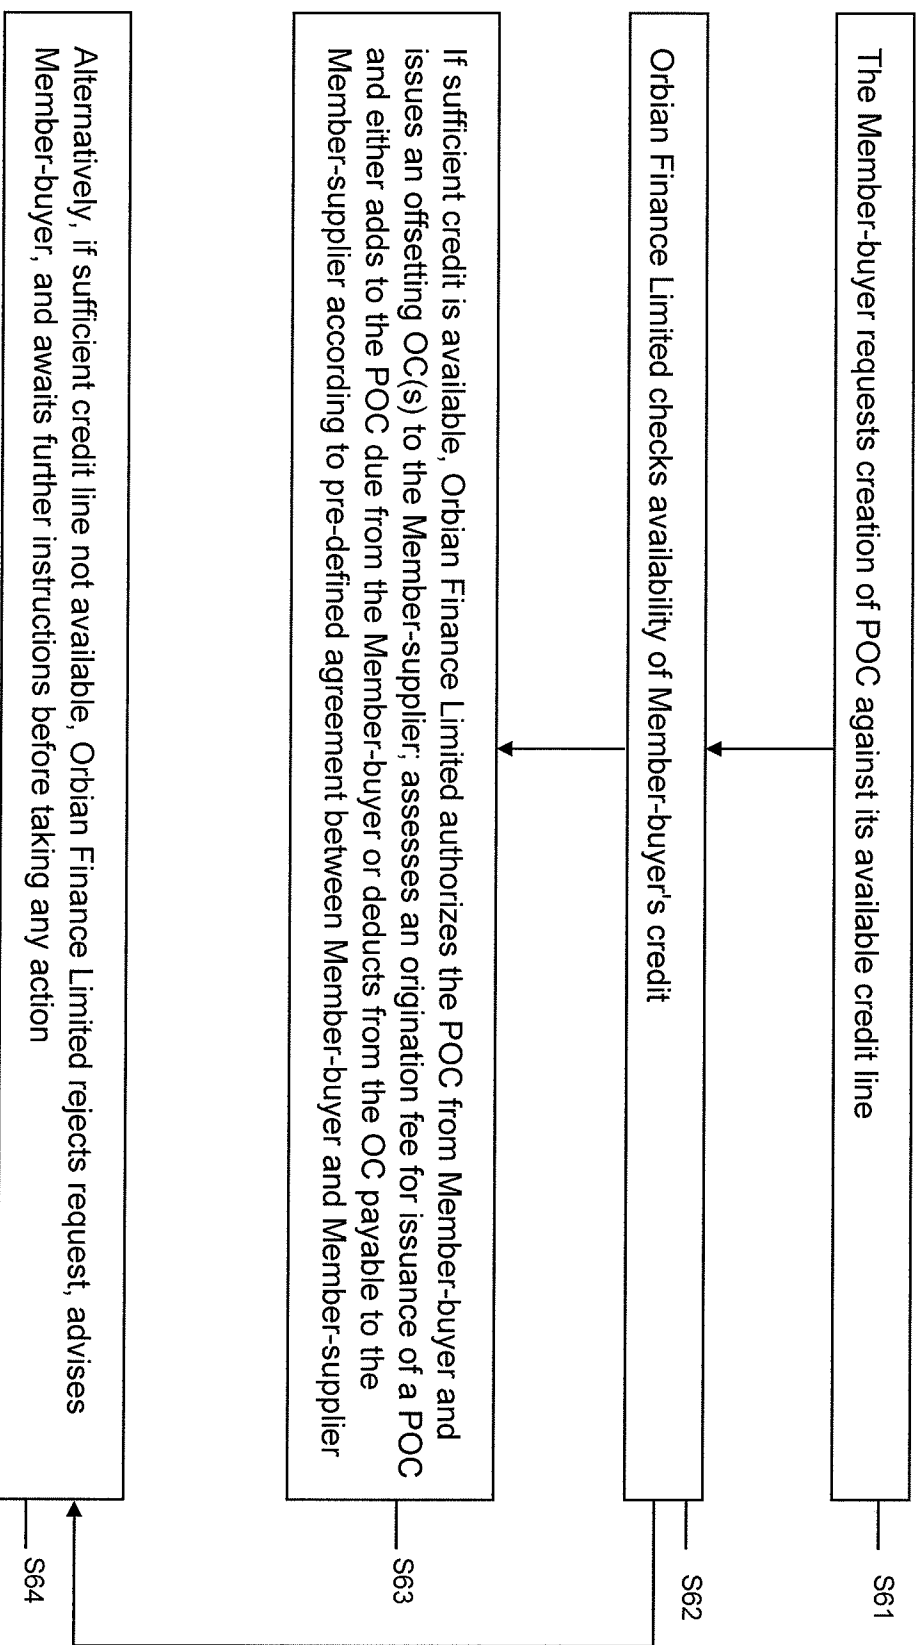 The Member-buyer requests creation of POC against its available credit line
S61
Orbian Finance Limited checks availability of Member-buyer's credit
S62
If sufficient credit is available, Orbian Finance Limited authorizes the POC from Member-buyer and
issues an offsetting OC(s) to the Member-supplier; assesses an origination fee for issuance of a POC
and either adds to the POC due from the Member-buyer or deducts from the OC payable to the
Member-supplier according to pre-defined agreement between Member-buyer and Member-supplier
S63
Alternatively, if sufficient credit line not available, Orbian Finance Limited rejects request, advises
Member-buyer, and awaits further instructions before taking any action
S64